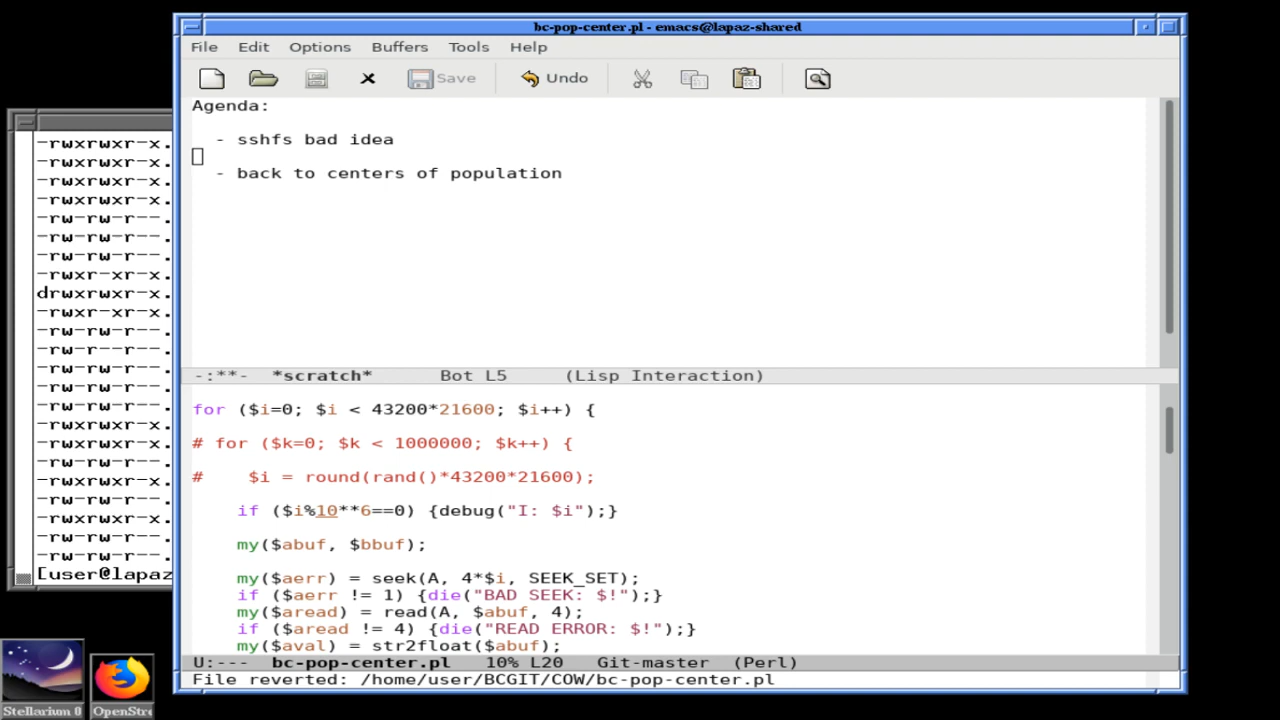 bc-pop-center.pl - emacs@lapaz-shared
File Edit Options Buffers Tools Help
Save Undo
Agenda:
- sshfs bad idea
- back to centers of population
-:**- *scratch* Bot L5 (Lisp Interaction)
for ($i=0; $i < 43200*21600; $i++) {
# for ($k=0; $k < 1000000; $k++) {
# $i = round(rand()*43200*21600);
if ($i%10**6==0) {debug("I: $i");}
my($abuf, $bbuf);
my($aerr) = seek(A, 4*$i, SEEK_SET);
if ($aerr != 1) {die("BAD SEEK: $!");}
my($aread) = read(A, $abuf, 4);
if ($aread != 4) {die("READ ERROR: $!");}
my($aval) = str2float($abuf);
U:--- bc-pop-center.pl 10% L20 Git-master (Perl)
File reverted: /home/user/BCGIT/COW/bc-pop-center.pl
-rwxrwxr-x.
-rwxrwxr-x.
-rwxrwxr-x.
-rwxrwxr-x.
-rw-rw-r--.
-rw-rw-r--.
-rw-rw-r--.
-rwxr-xr-x.
drwxrwxr-x.
-rwxr-xr-x.
-rw-rw-r--.
-rw-r--r--.
-rw-rw-r--.
-rw-rw-r--.
-rw-rw-r--.
-rwxrwxr-x.
-rwxrwxr-x.
-rw-rw-r--.
-rwxrwxr-x.
-rw-rw-r--.
-rwxrwxr-x.
-rw-rw-r--.
-rw-rw-r--.
[user@lapaz
Stellarium 0
OpenStre